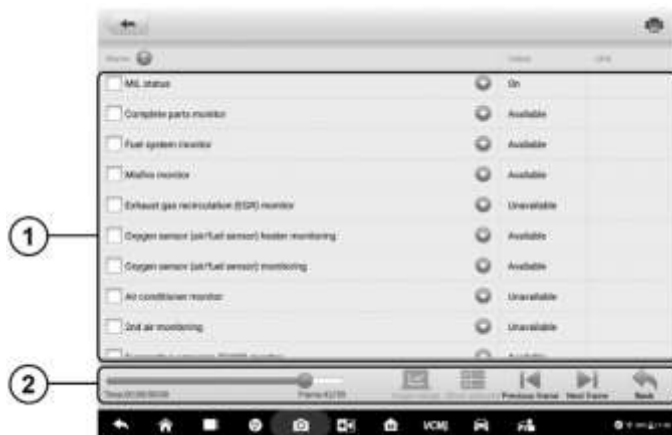 Name
MIL status On
Complete parts monitor Available
Fuel system monitor Available
Misfire monitor Available
Exhaust gas recirculation (EGR) monitor Unavailable
Oxygen sensor (air/fuel sensor) heater monitoring Available
Oxygen sensor (air/fuel sensor) monitoring Available
1
Air conditioner monitor Unavailable
2nd air monitoring Unavailable
2
Previous frame Next frame Back
VCMI